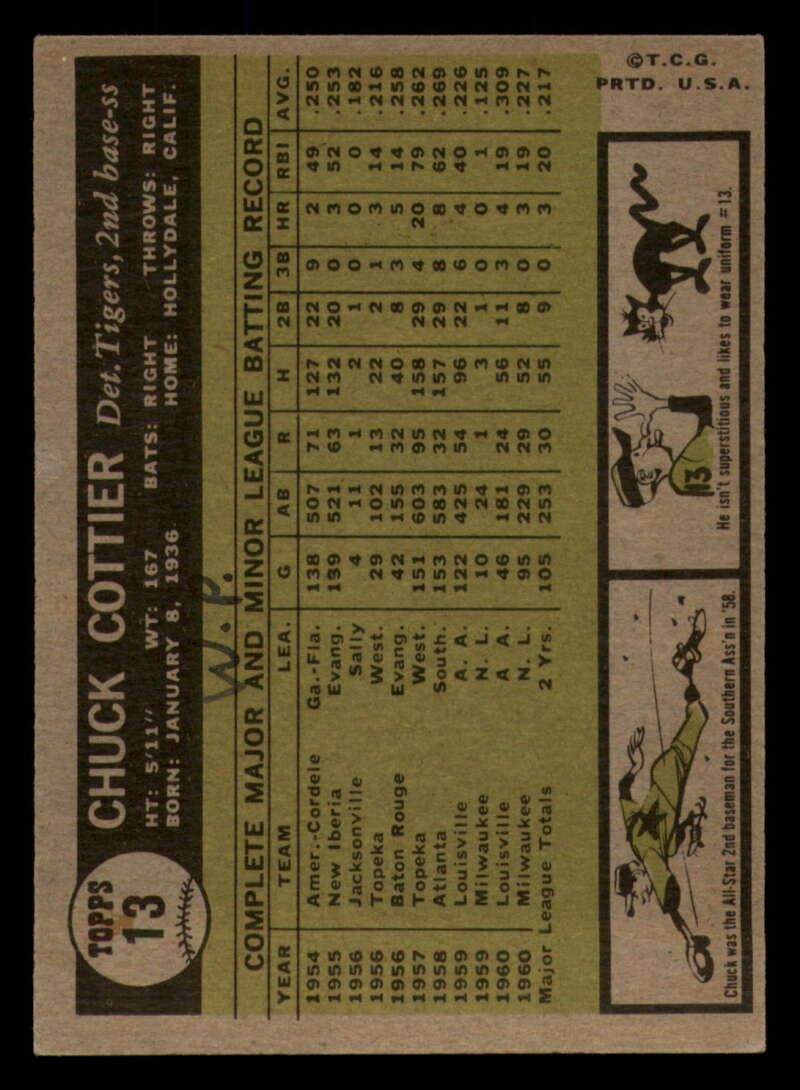 TOPPS
13
CHUCK COTTIER Det. Tigers, 2nd base-ss
HT: 5'11" WT: 167 BATS: RIGHT THROWS: RIGHT
BORN: JANUARY 8, 1936 HOME: HOLLYDALE, CALIF.
W.P.
COMPLETE MAJOR AND MINOR LEAGUE BATTING RECORD
YEAR TEAM LEA. G AB R H 2B 3B HR RBI AVG.
1954 Amer.-Cordele Ga.-Fla. 138 507 71 127 22 9 2 49 .250
1955 New Iberia Evang. 139 521 63 132 20 0 3 52 .253
1956 Jacksonville Sally 4 11 1 2 1 0 0 0 .182
1956 Topeka West. 29 102 13 22 2 1 3 14 .216
1956 Baton Rouge Evang. 42 155 32 40 8 3 5 14 .258
1957 Topeka West. 151 603 95 158 29 4 20 79 .262
1958 Atlanta South. 153 583 32 157 29 8 8 62 .269
1959 Louisville A. A. 122 425 54 96 22 6 4 40 .226
1959 Milwaukee N. L. 10 24 1 3 1 0 0 1 .125
1960 Louisville A A. 46 181 24 56 11 3 4 19 .309
1960 Milwaukee N. L. 95 229 29 52 8 0 3 19 .227
Major League Totals 2 Yrs. 105 253 30 55 9 0 3 20 .217
Chuck was the All-Star 2nd baseman for the Southern Ass'n in '58.
13
He isn't superstitious and likes to wear uniform #13.
©T.C.G.
PRTD. U.S.A.